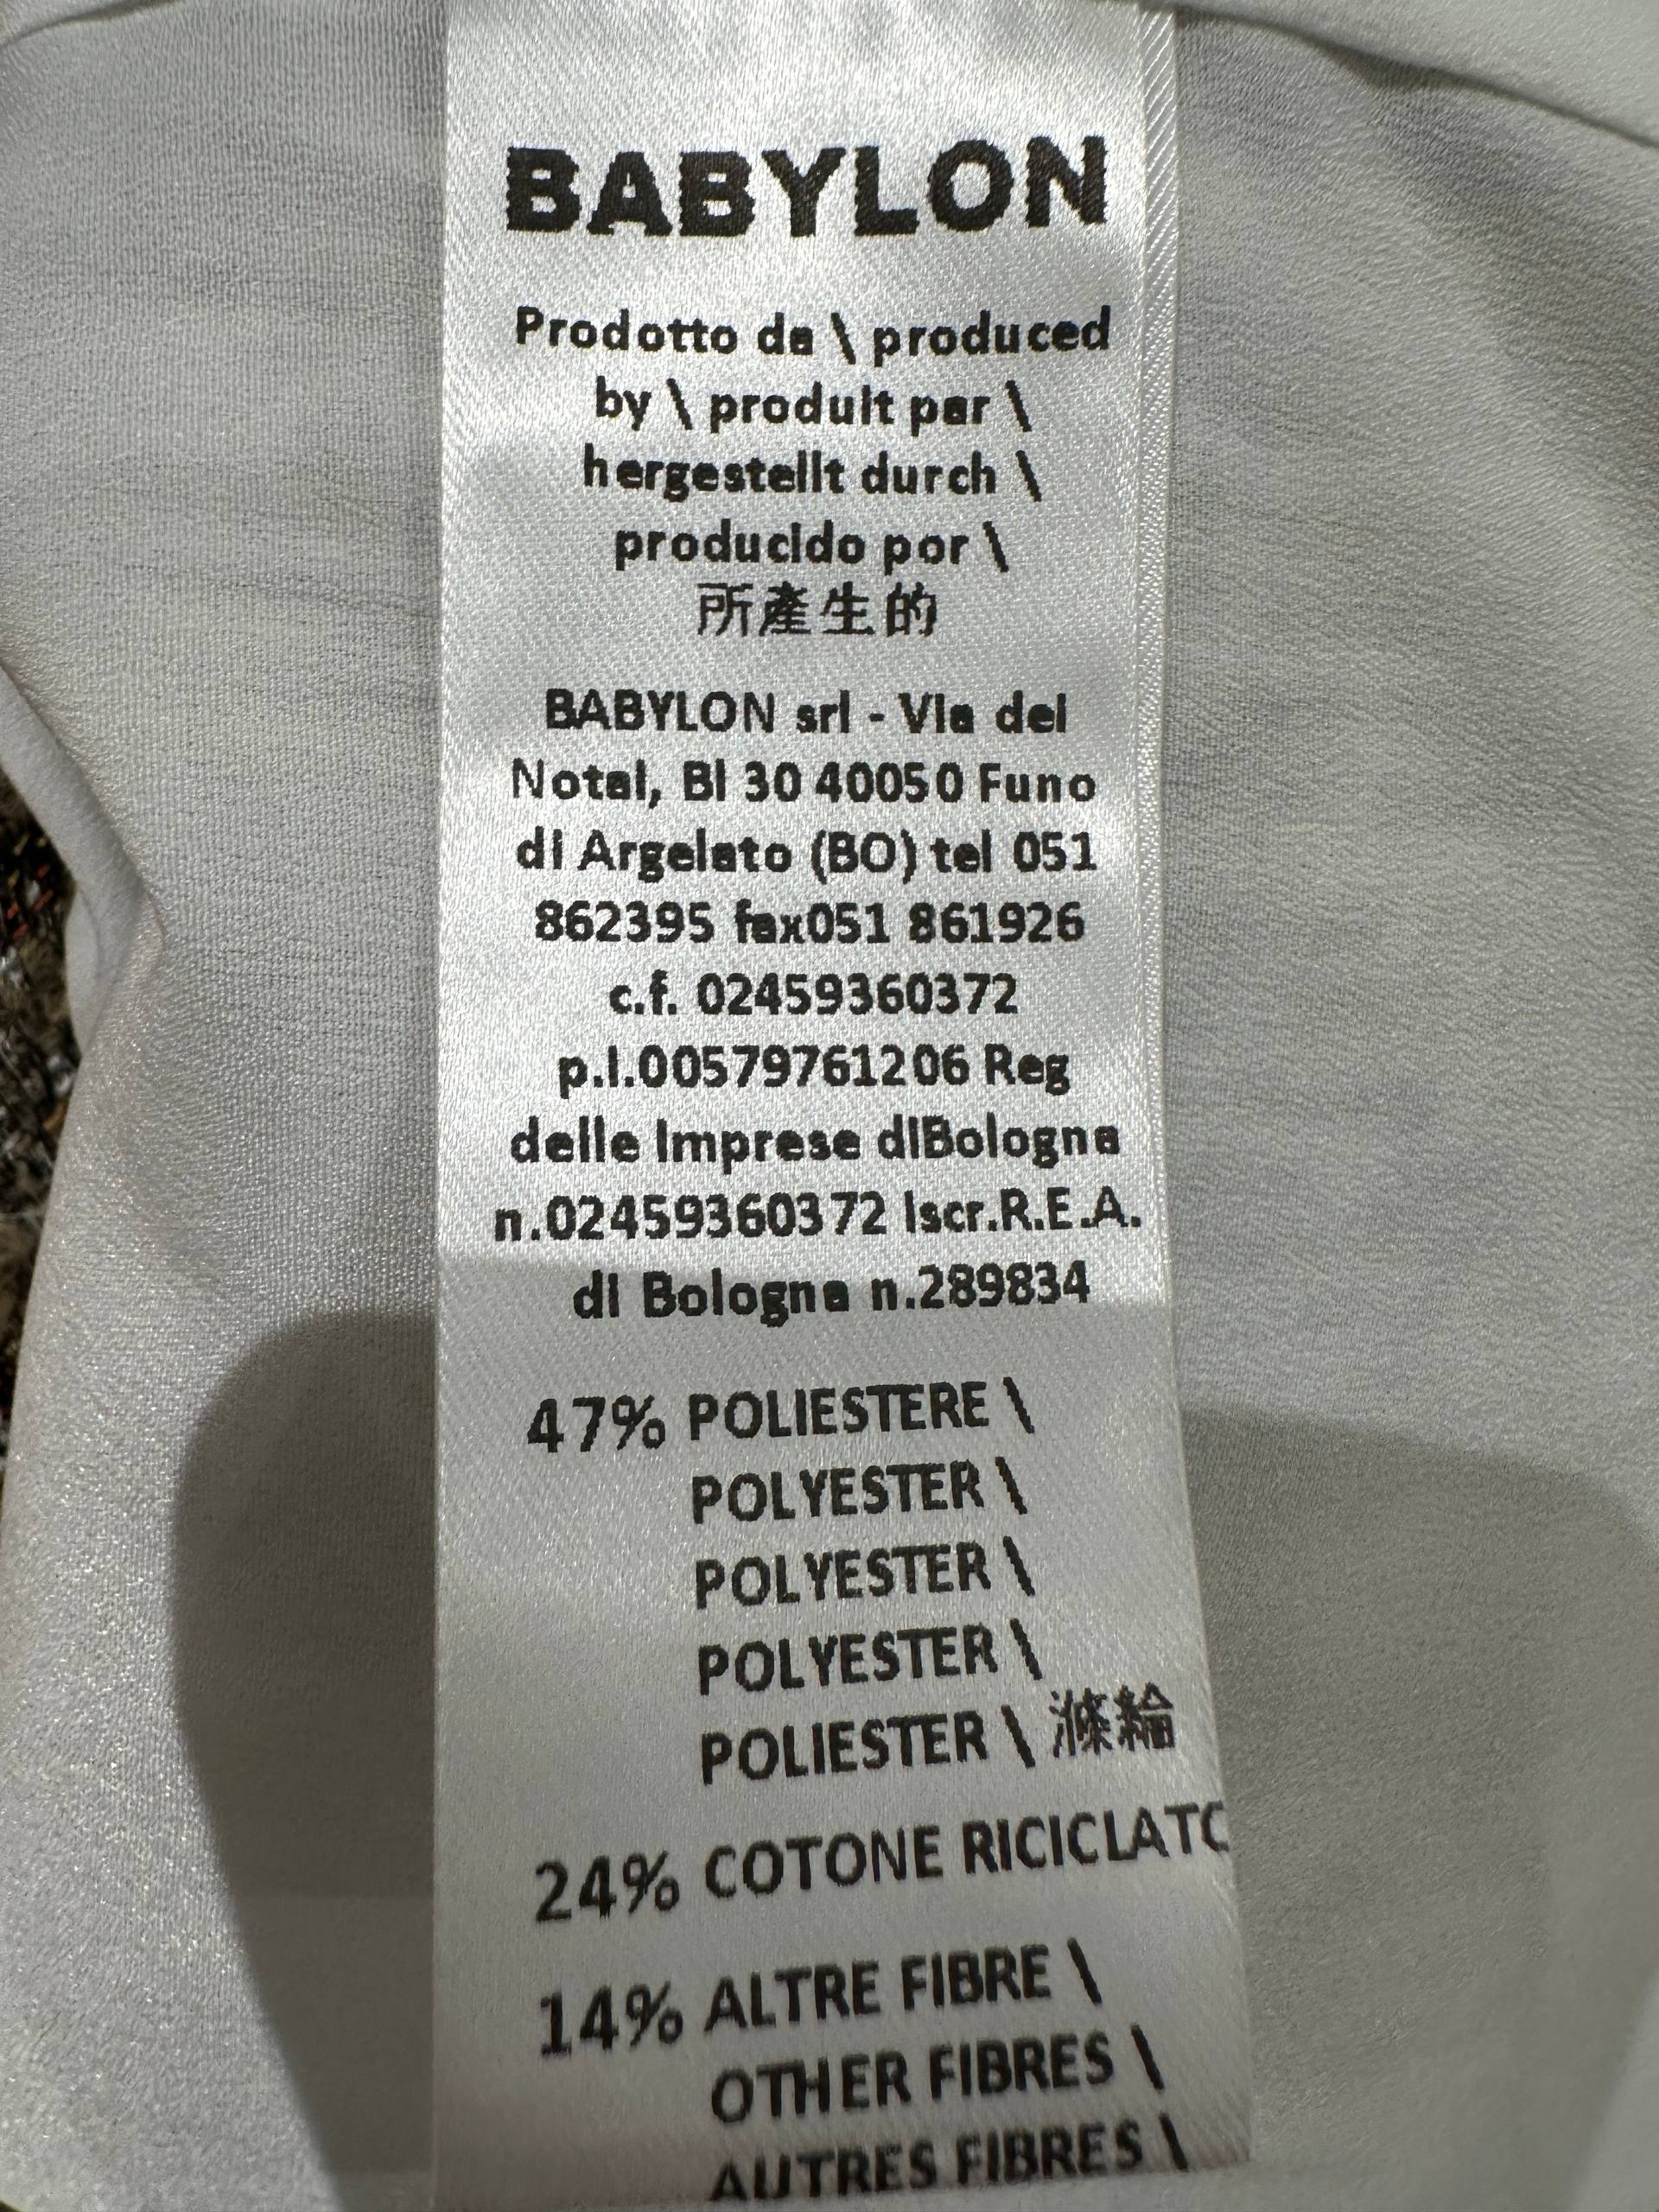 BABYLON
Prodotto da \ produced
by \ produit par \
hergestellt durch \
producido por \
所產生的
BABYLON srl - Via dei
Notai, Bl 30 40050 Funo
di Argelato (BO) tel 051
862395 fax051 861926
c.f. 02459360372
p.i.00579761206 Reg
delle Imprese diBologna
n.02459360372 Iscr.R.E.A.
di Bologna n.289834
47% POLIESTERE \
POLYESTER \
POLYESTER \
POLYESTER \
POLIESTER \ 滌綸
24% COTONE RICICLATO
14% ALTRE FIBRE \
OTHER FIBRES \
AUTRES FIBRES \